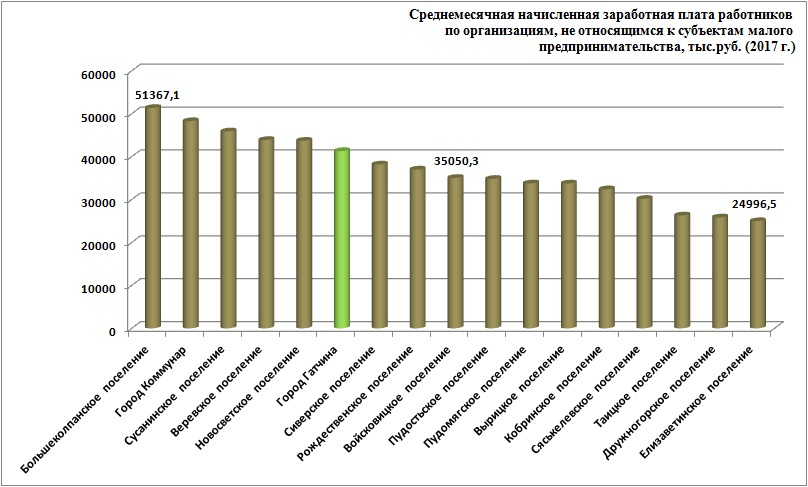 Среднемесячная начисленная заработная плата работников
по организациям, не относящимся к субъектам малого
предпринимательства, тыс.руб. (2017 г.)
60000
50000
40000
30000
20000
10000
0
51367,1
35050,3
24996,5
Большеколпанское поселение
Город Коммунар
Сусанинское поселение
Веревское поселение
Новосветское поселение
Город Гатчина
Сиверское поселение
Рождественское поселение
Войсковицкое поселение
Пудостьское поселение
Пудомягское поселение
Вырицкое поселение
Кобринское поселение
Сяськелевское поселение
Таицкое поселение
Дружногорское поселение
Елизаветинское поселение